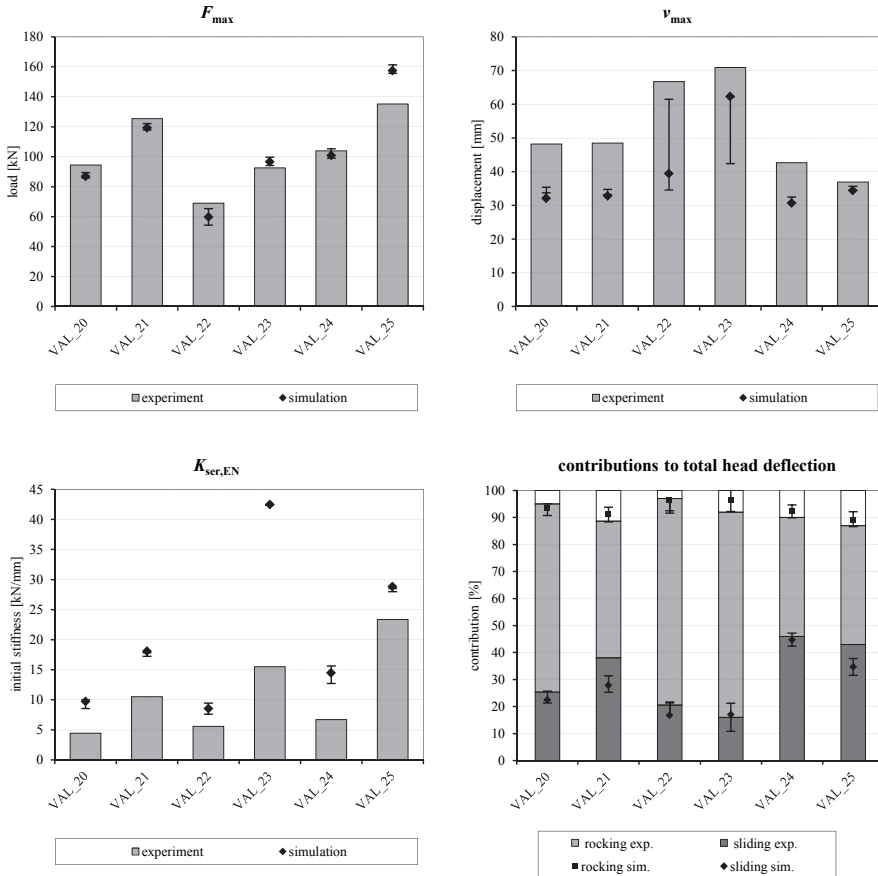 Fmax
load [kN]
180
160
140
120
100
80
60
40
20
0
VAL_20
VAL_21
VAL_22
VAL_23
VAL_24
VAL_25
experiment
simulation
vmax
displacement [mm]
80
70
60
50
40
30
20
10
0
VAL_20
VAL_21
VAL_22
VAL_23
VAL_24
VAL_25
experiment
simulation
Kser,EN
initial stiffness [kN/mm]
45
40
35
30
25
20
15
10
5
0
VAL_20
VAL_21
VAL_22
VAL_23
VAL_24
VAL_25
experiment
simulation
contributions to total head deflection
contribution [%]
100
90
80
70
60
50
40
30
20
10
0
VAL_20
VAL_21
VAL_22
VAL_23
VAL_24
VAL_25
rocking exp.
sliding exp.
rocking sim.
sliding sim.